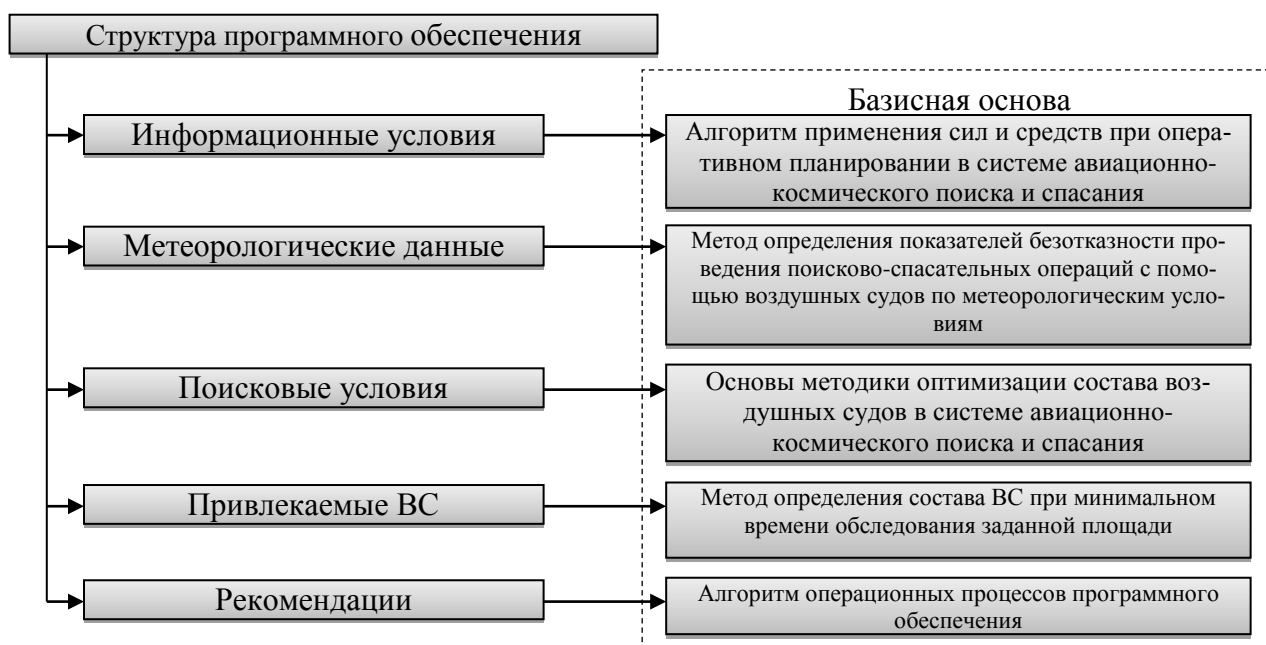 Структура программного обеспечения
Базисная основа
Информационные условия
Алгоритм применения сил и средств при опера-
тивном планировании в системе авиационно-
космического поиска и спасания
Метеорологические данные
Метод определения показателей безотказности про-
ведения поисково-спасательных операций с помо-
щью воздушных судов по метеорологическим усло-
виям
Поисковые условия
Основы методики оптимизации состава воз-
душных судов в системе авиационно-
космического поиска и спасания
Привлекаемые ВС
Метод определения состава ВС при минимальном
времени обследования заданной площади
Рекомендации
Алгоритм операционных процессов программного
обеспечения